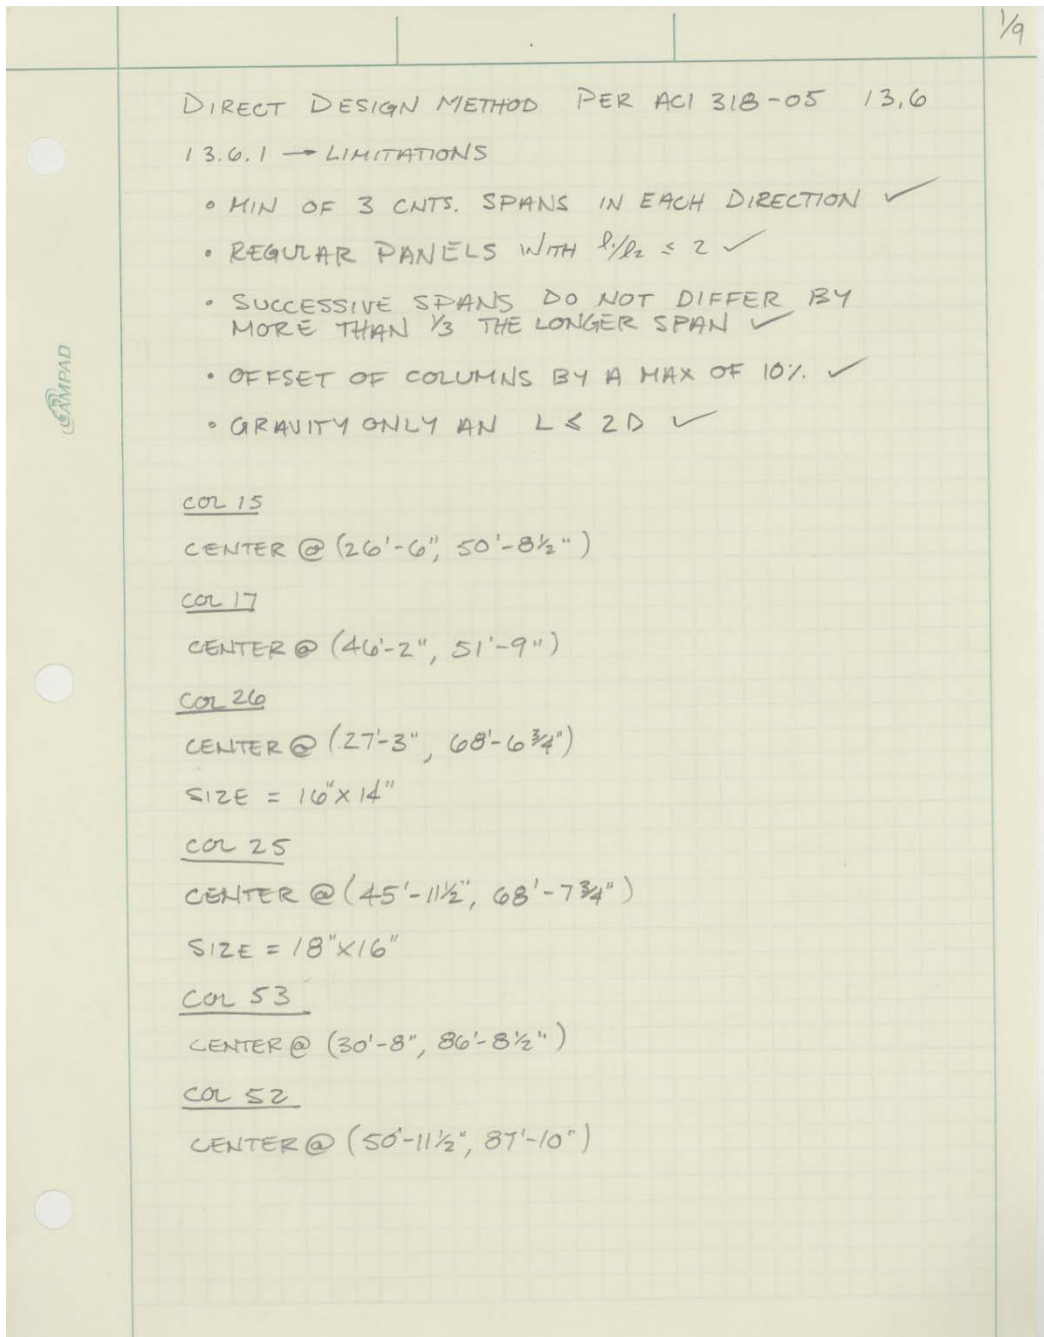 1/9
DIRECT DESIGN METHOD PER ACI 318-05 13.6
13.6.1 → LIMITATIONS
• MIN OF 3 CNTS. SPANS IN EACH DIRECTION ✓
• REGULAR PANELS WITH l1/l2 ≤ 2 ✓
• SUCCESSIVE SPANS DO NOT DIFFER BY
MORE THAN 1/3 THE LONGER SPAN ✓
AMPAD
• OFFSET OF COLUMNS BY A MAX OF 10%. ✓
• GRAVITY ONLY AN L ≤ 2D ✓
COL 15
CENTER @ (26'-6", 50'-8½")
COL 17
CENTER @ (46'-2", 51'-9")
COL 26
CENTER @ (27'-3", 68'-6¾")
SIZE = 16"X14"
COL 25
CENTER @ (45'-11½", 68'-7¾")
SIZE = 18"X16"
COL 53
CENTER @ (30'-8", 86'-8½")
COL 52
CENTER @ (50'-11½", 87'-10")